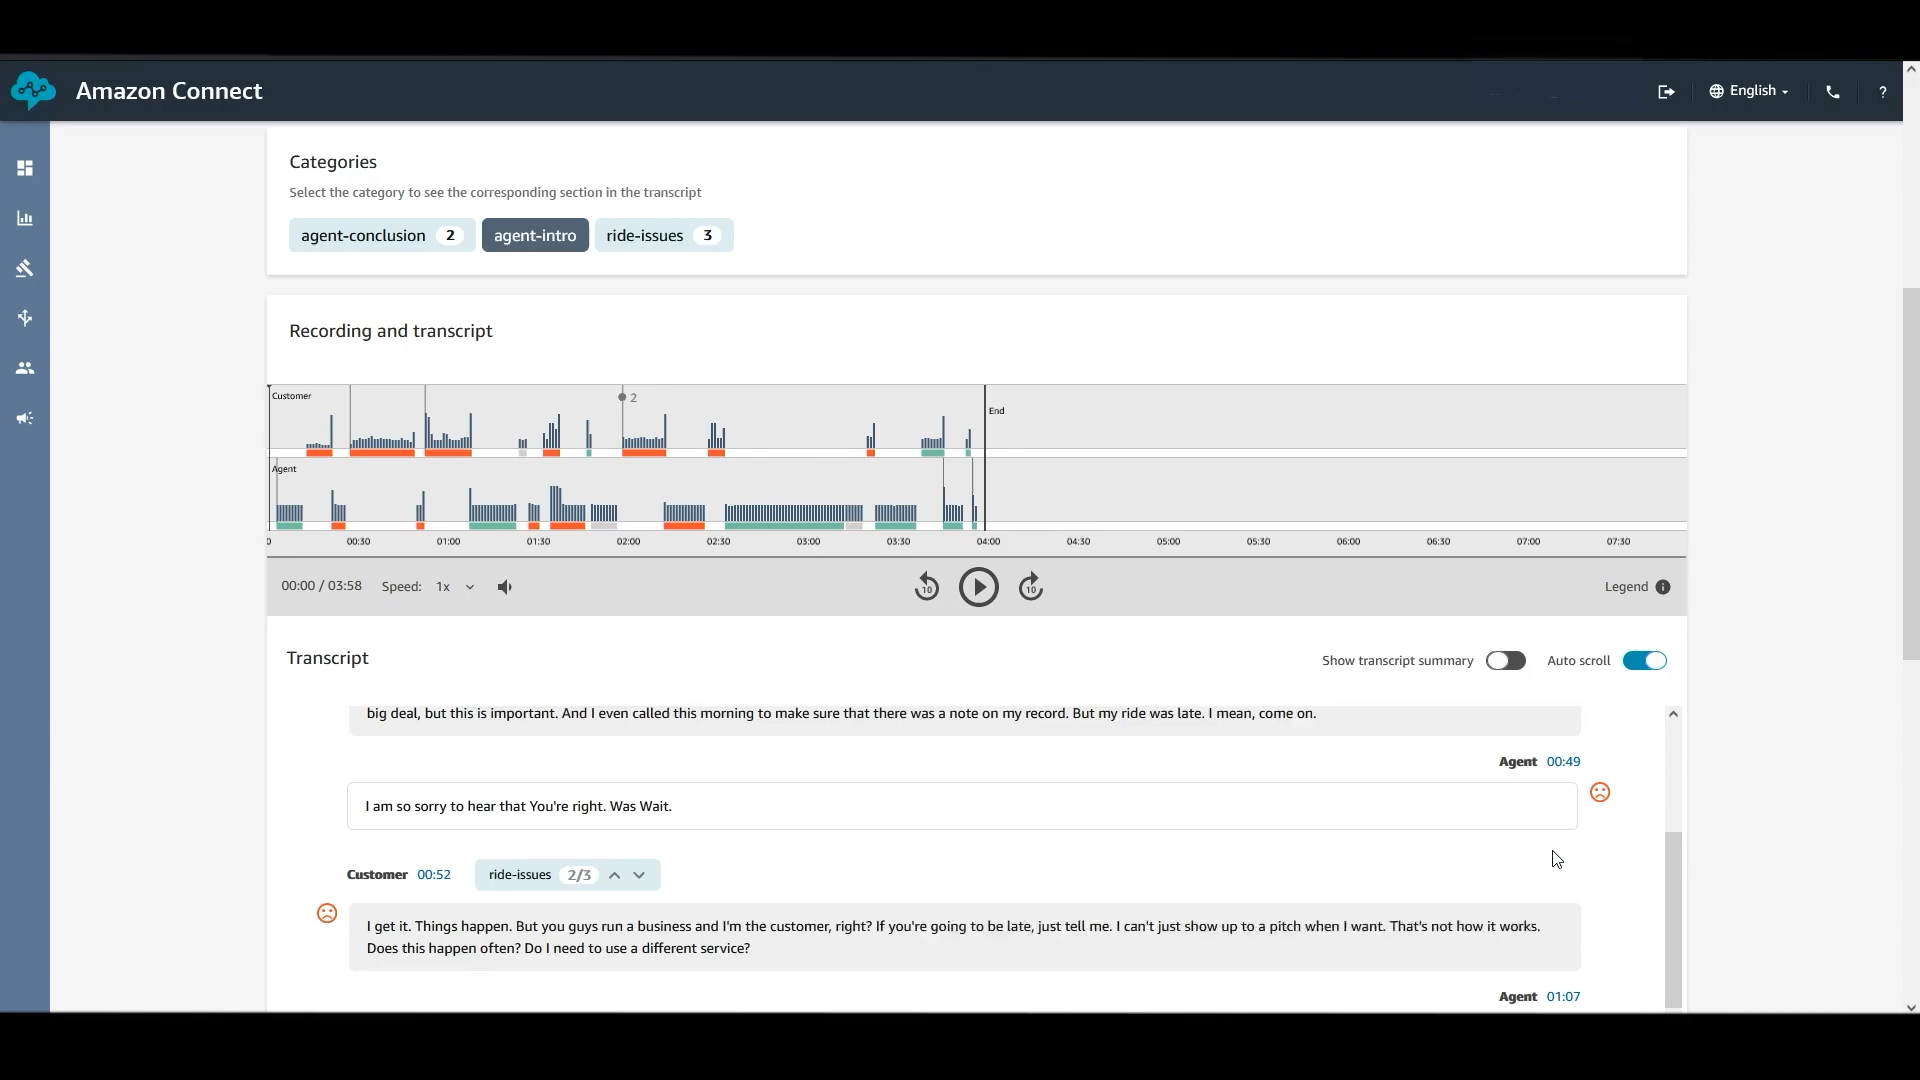 Amazon Connect
English
?
Categories
Select the category to see the corresponding section in the transcript
agent-conclusion 2 agent-intro ride-issues 3
Recording and transcript
Customer
2
End
Agent
0 00:30 01:00 01:30 02:00 02:30 03:00 03:30 04:00 04:30 05:00 05:30 06:00 06:30 07:00 07:30
00:00 / 03:58 Speed: 1x 10 10 Legend i
Transcript Show transcript summary Auto scroll
big deal, but this is important. And I even called this morning to make sure that there was a note on my record. But my ride was late. I mean, come on.
Agent 00:49
I am so sorry to hear that You're right. Was Wait.
Customer 00:52 ride-issues 2/3
I get it. Things happen. But you guys run a business and I'm the customer, right? If you're going to be late, just tell me. I can't just show up to a pitch when I want. That's not how it works.
Does this happen often? Do I need to use a different service?
Agent 01:07